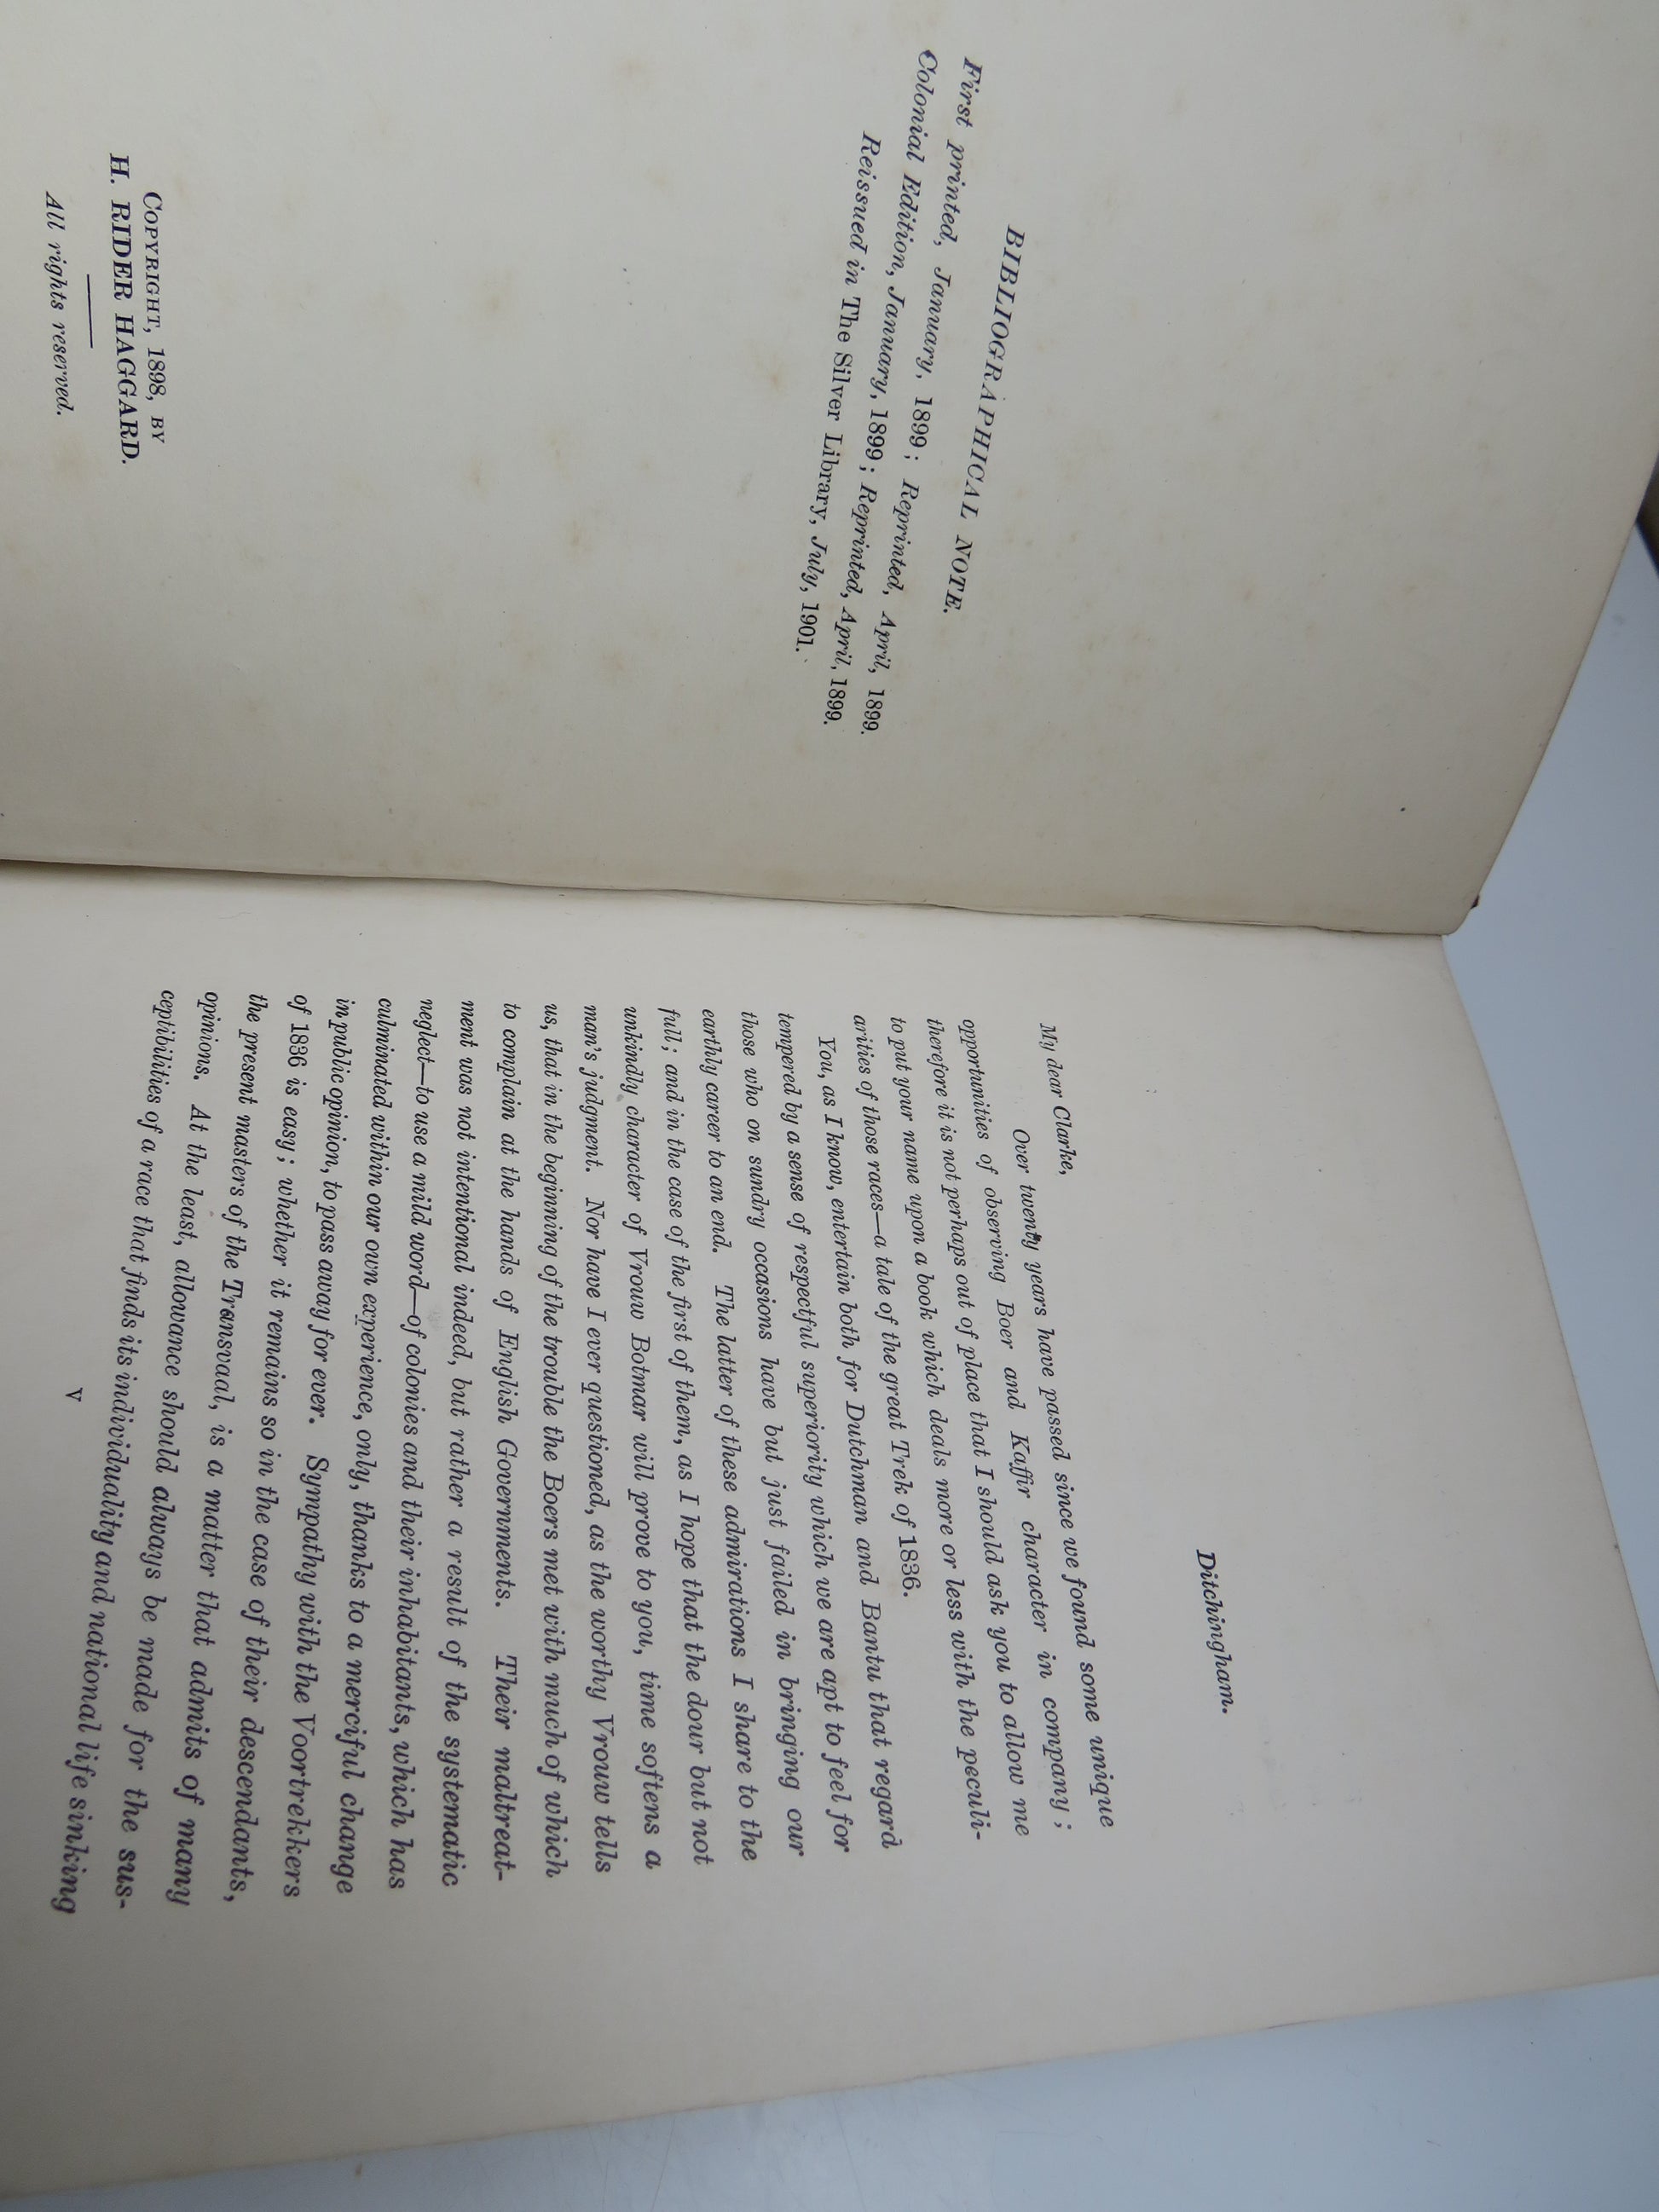 BIBLIOGRAPHICAL NOTE.
First printed, January, 1899; Reprinted, April, 1899.
Colonial Edition, January, 1899; Reprinted, April, 1899.
Reissued in The Silver Library, July, 1901.
COPYRIGHT, 1898, BY
H. RIDER HAGGARD.
All rights reserved.
Ditchingham.
My dear Clarke,
Over twenty years have passed since we found some unique
opportunities of observing Boer and Kaffir character in company;
therefore it is not perhaps out of place that I should ask you to allow me
to put your name upon a book which deals more or less with the peculi-
arities of those races—a tale of the great Trek of 1836.
You, as I know, entertain both for Dutchman and Bantu that regard
tempered by a sense of respectful superiority which we are apt to feel for
those who on sundry occasions have but just failed in bringing our
earthly career to an end. The latter of these admirations I share to the
full; and in the case of the first of them, as I hope that the dour but not
unkindly character of Vrouw Botmar will prove to you, time softens a
man's judgment. Nor have I ever questioned, as the worthy Vrouw tells
us, that in the beginning of the trouble the Boers met with much of which
to complain at the hands of English Governments. Their maltreat-
ment was not intentional indeed, but rather a result of the systematic
neglect—to use a mild word—of colonies and their inhabitants, which has
culminated within our own experience, only, thanks to a merciful change
in public opinion, to pass away for ever. Sympathy with the Voortrekkers
of 1836 is easy; whether it remains so in the case of their descendants,
the present masters of the Transvaal, is a matter that admits of many
opinions. At the least, allowance should always be made for the sus-
ceptibilities of a race that finds its individuality and national life sinking
v